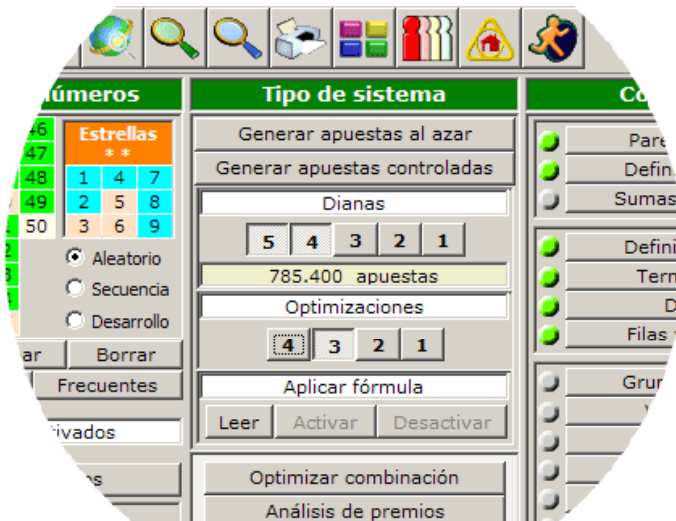 Tipo de sistema
46
47
48
49
50
Estrellas
* *
1 4 7
2 5 8
3 6 9
Aleatorio
Secuencia
Desarrollo
Borrar
Frecuentes
Generar apuestas al azar
Generar apuestas controladas
Dianas
5 4 3 2 1
785.400 apuestas
Optimizaciones
4 3 2 1
Aplicar fórmula
Leer Activar Desactivar
Optimizar combinación
Análisis de premios
Sumas
Filas